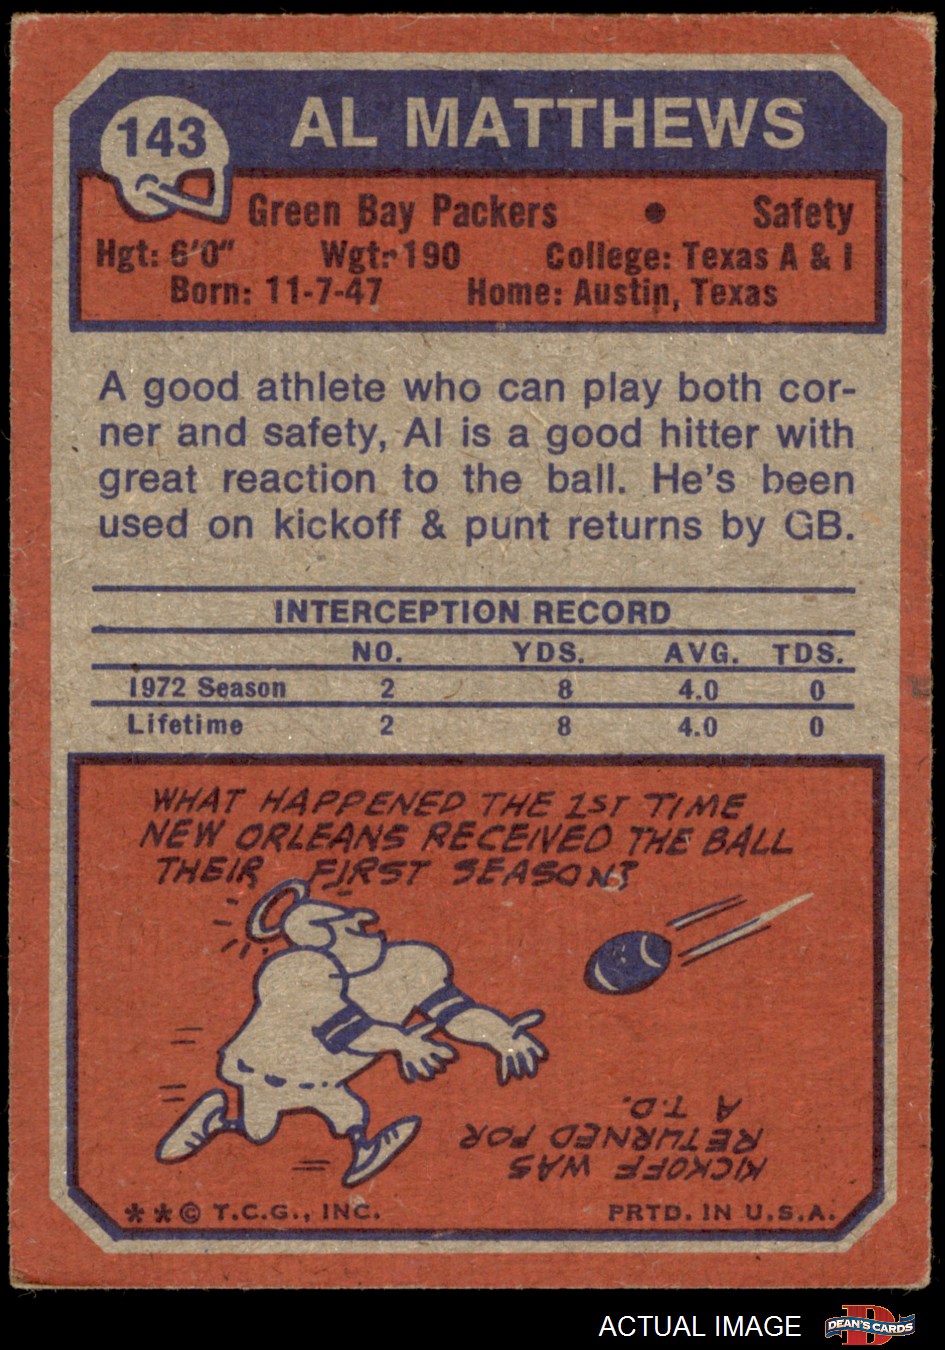 143
AL MATTHEWS
Green Bay Packers • Safety
Hgt: 6'0" Wgt: 190 College: Texas A & I
Born: 11-7-47 Home: Austin, Texas
A good athlete who can play both cor-
ner and safety, Al is a good hitter with
great reaction to the ball. He's been
used on kickoff & punt returns by GB.
INTERCEPTION RECORD
NO. YDS. AVG. TDS.
1972 Season 2 8 4.0 0
Lifetime 2 8 4.0 0
WHAT HAPPENED THE 1ST TIME
NEW ORLEANS RECEIVED THE BALL
THEIR FIRST SEASON?
KICKOFF WAS
RETURNED FOR
A T.D.
**© T.C.G., INC. PRTD. IN U.S.A.
ACTUAL IMAGE
D
DEAN'S CARDS